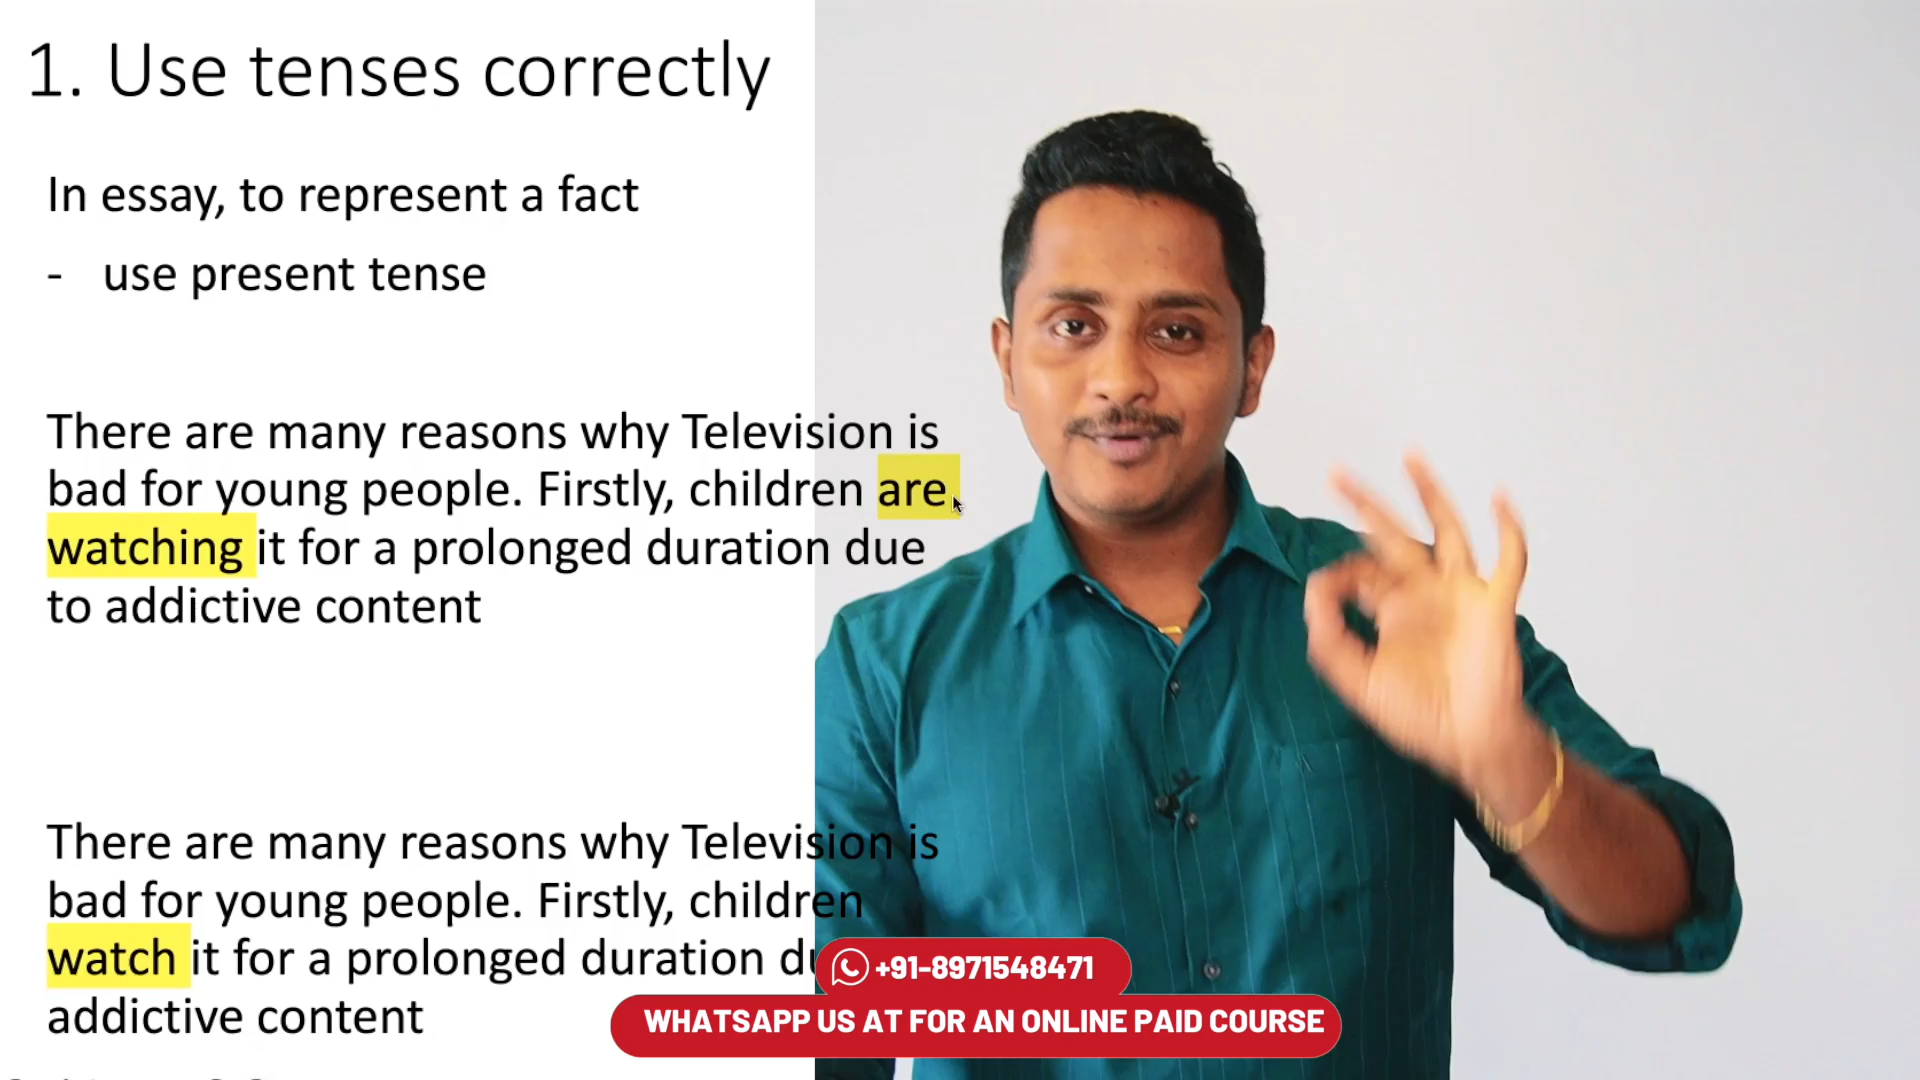 1. Use tenses correctly
In essay, to represent a fact
- use present tense
There are many reasons why Television is
bad for young people. Firstly, children are
watching it for a prolonged duration due
to addictive content
There are many reasons why Television is
bad for young people. Firstly, children
watch it for a prolonged duration
addictive content
+91-8971548471
WHATSAPP US AT FOR AN ONLINE PAID COURSE